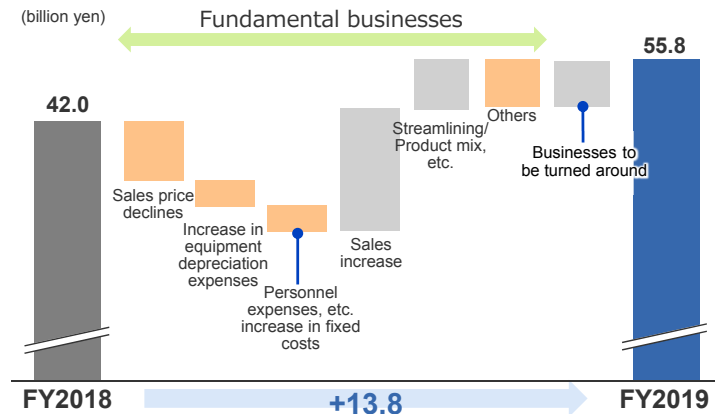 (billion yen)
Fundamental businesses
55.8
42.0
Sales price
declines
Increase in
equipment
depreciation
expenses
Personnel
expenses, etc.
increase in fixed
costs
Sales
increase
Streamlining/
Product mix,
etc.
Others
Businesses to
be turned around
FY2018
+13.8
FY2019